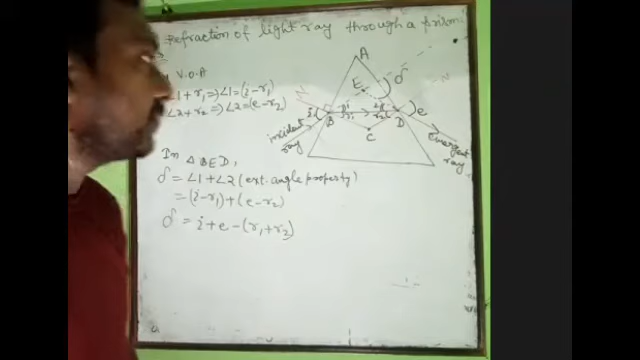 Refraction of light ray through a prism
V.O.A
∠1+r₁ => ∠1=(i-r₁)
∠2+r₂ => ∠2=(e-r₂)
In △BED,
δ = ∠1+∠2 (ext. angle property)
= (i-r₁)+(e-r₂)
δ = i+e-(r₁+r₂)
A
E
δ
N
i
B
r₁
r₂
D
e
C
incident
ray
Emergent
ray